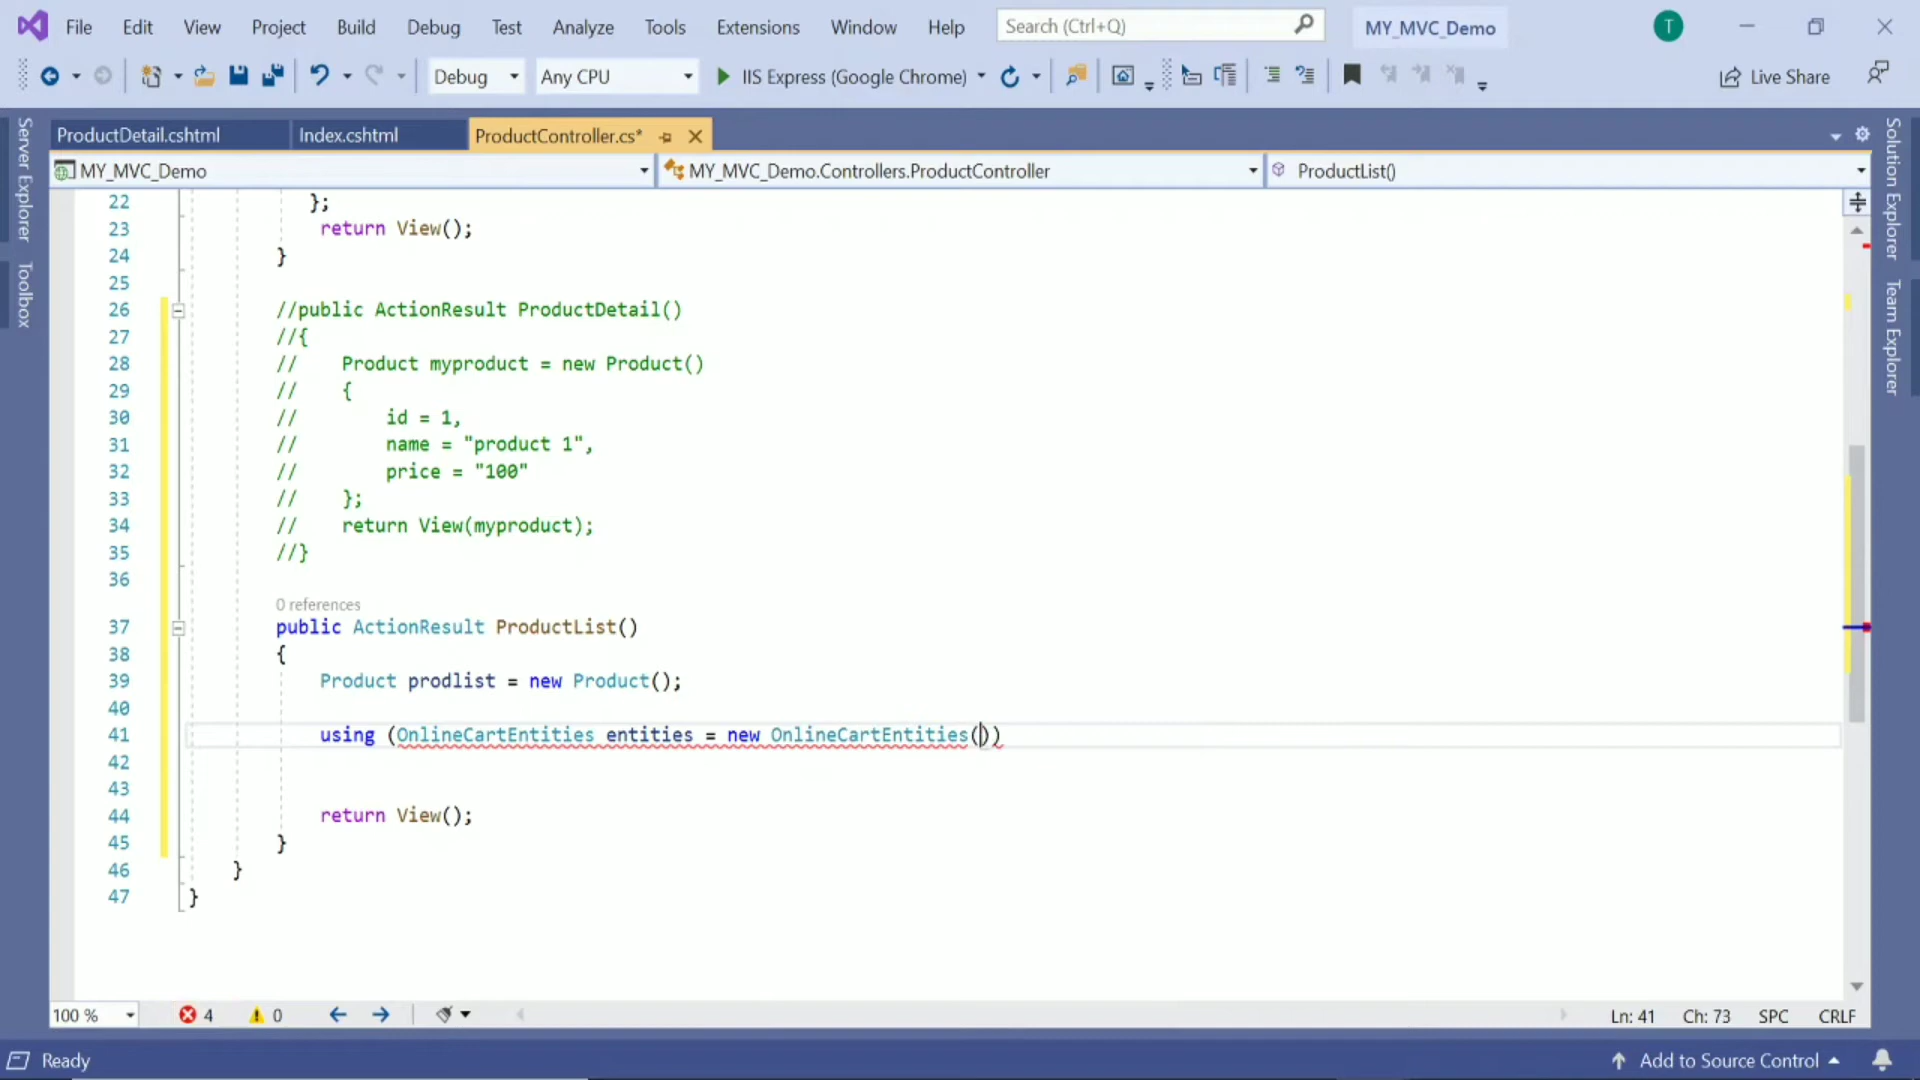 File Edit View Project Build Debug Test Analyze Tools Extensions Window Help Search (Ctrl+Q) MY_MVC_Demo T
Debug Any CPU IIS Express (Google Chrome) Live Share
ProductDetail.cshtml Index.cshtml ProductController.cs*
MY_MVC_Demo MY_MVC_Demo.Controllers.ProductController ProductList()
Server Explorer
Toolbox
Solution Explorer
Team Explorer
22 };
23 return View();
24 }
25
26 //public ActionResult ProductDetail()
27 //{
28 // Product myproduct = new Product()
29 // {
30 // id = 1,
31 // name = "product 1",
32 // price = "100"
33 // };
34 // return View(myproduct);
35 //}
36
0 references
37 public ActionResult ProductList()
38 {
39 Product prodlist = new Product();
40
41 using (OnlineCartEntities entities = new OnlineCartEntities())
42
43
44 return View();
45 }
46 }
47 }
100 % 4 0 Ln: 41 Ch: 73 SPC CRLF
Ready Add to Source Control